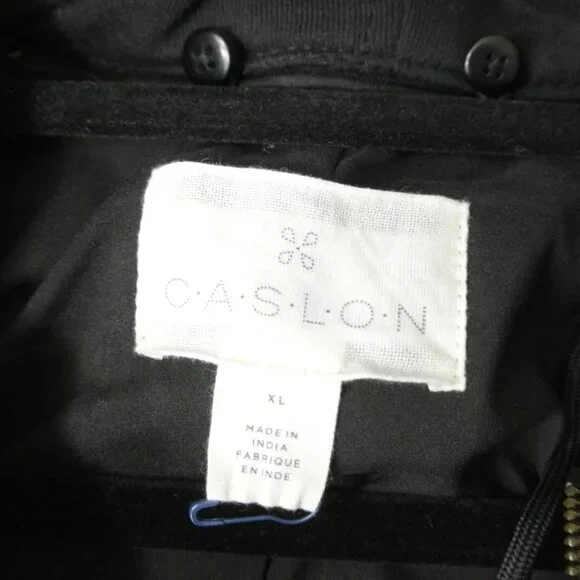 C·A·S·L·O·N
XL
MADE IN
INDIA
FABRIQUE
EN INDE